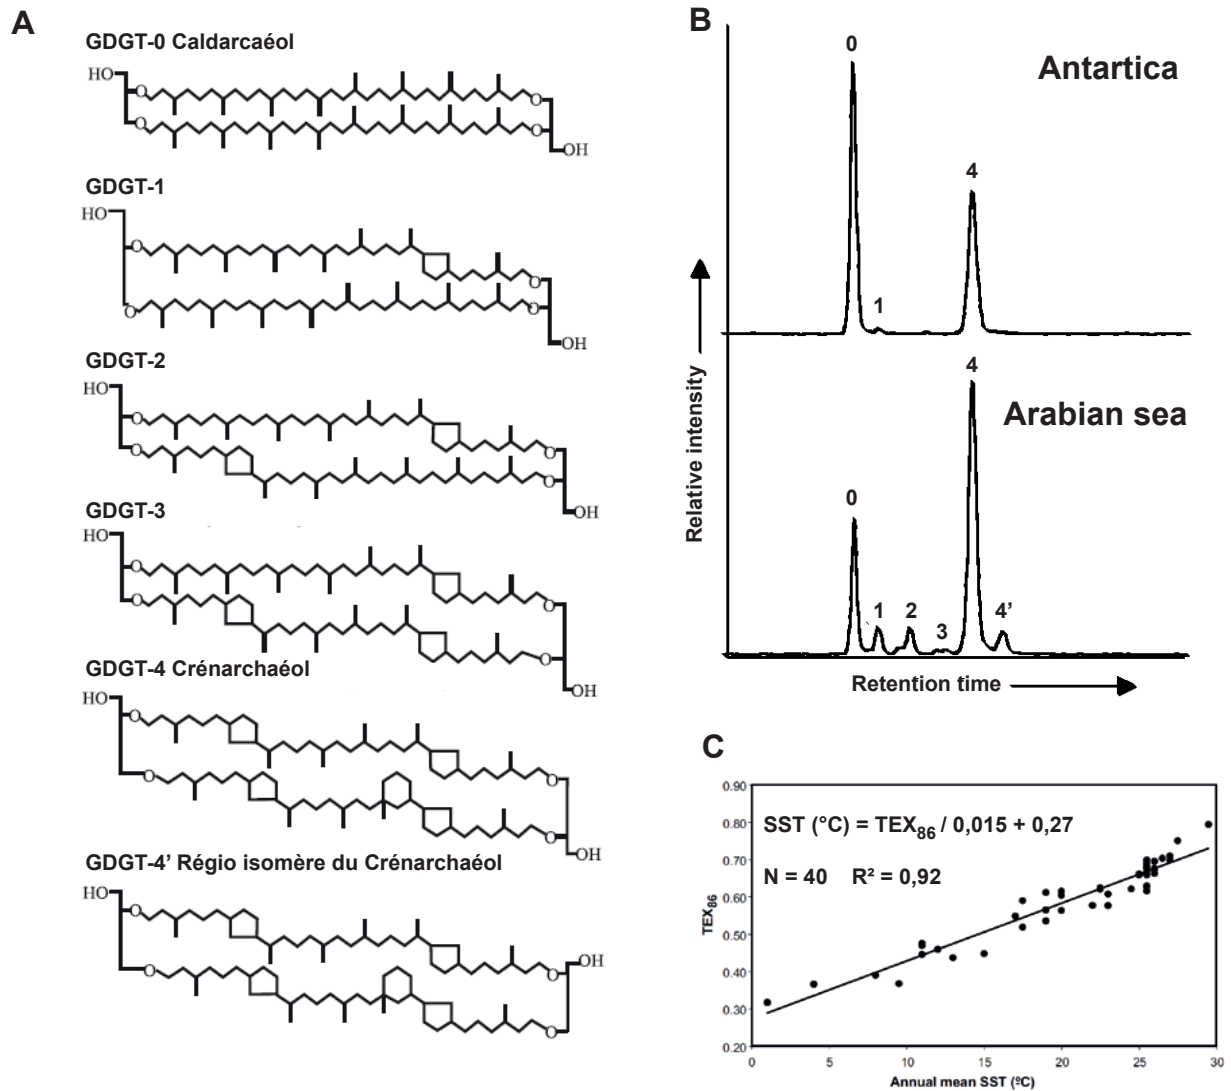 A
GDGT-0 Caldarcaéol
HO
O
O
O
O
OH
GDGT-1
HO
O
O
O
O
OH
GDGT-2
HO
O
O
O
O
OH
GDGT-3
HO
O
O
O
O
OH
GDGT-4 Crénarchaéol
HO
O
O
O
O
OH
GDGT-4' Régio isomère du Crénarchaéol
HO
O
O
OH
O
O
B
Antartica
0
1
4
Arabian sea
0
1
2
3
4
4'
Relative intensity
Retention time
C
SST (°C) = TEX86 / 0,015 + 0,27
N = 40 R² = 0,92
TEX86
0.90
0.80
0.70
0.60
0.50
0.40
0.30
0.20
0 5 10 15 20 25 30
Annual mean SST (ºC)